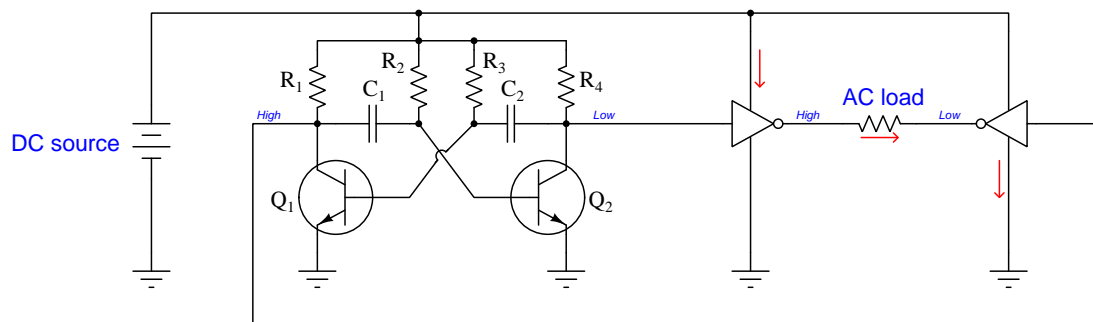 R1
R2
R3
R4
C1
C2
High
Low
High
AC load
Low
DC source
Q1
Q2